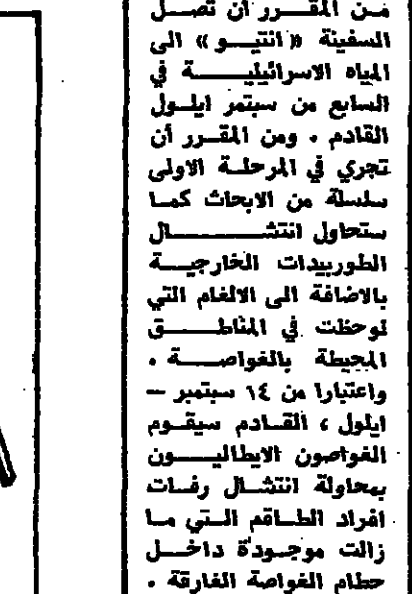 من المقرر ان تصل
السفينة « انتيو » الى
المياه الاسرائيلية في
السابع من سبتمر ايلول
القادم . ومن المقرر أن
تجري في المرحلة الاولى
سلسلة من الابحاث كما
ستحاول انتشال
الطوربيدات الخارجية
بالاضافة الى الالغام التي
لوحظت في المناطق
المحيطة بالغواصة .
واعتبارا من ١٤ سبتمبر –
ايلول ، القادم سيقوم
الغواصون الايطاليون
بمحاولة انتشال رفات
افراد الطاقم التي ما
زالت موجودة داخل
حطام الغواصة الغارقة .